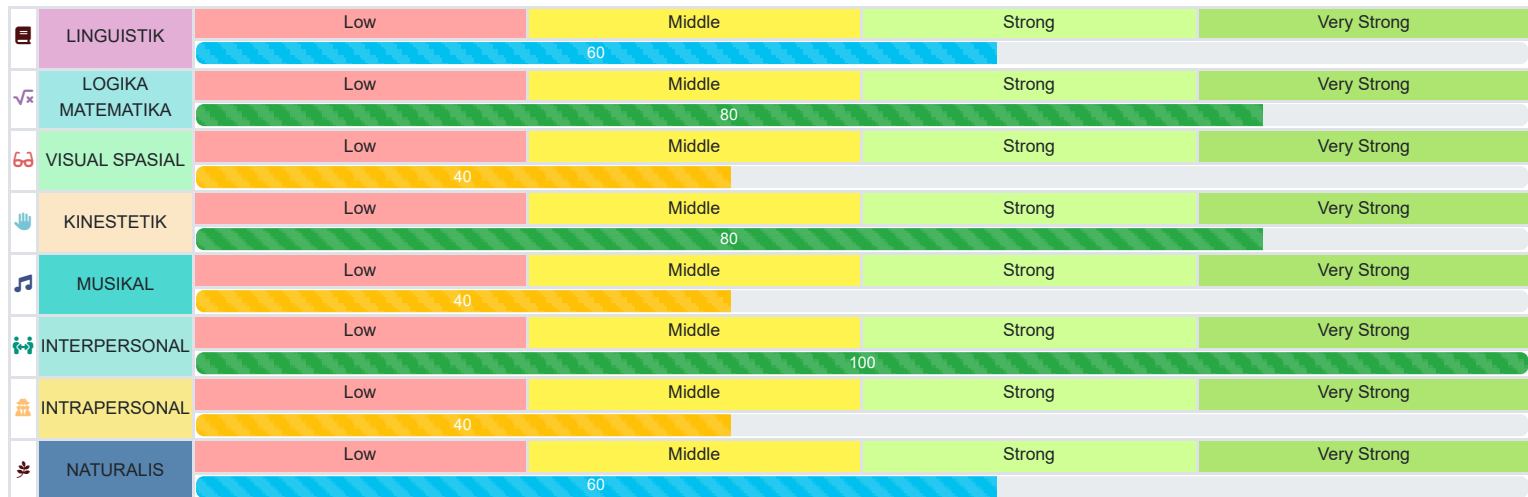 LINGUISTIK
Low Middle Strong Very Strong
60
LOGIKA
MATEMATIKA
Low Middle Strong Very Strong
80
VISUAL SPASIAL
Low Middle Strong Very Strong
40
KINESTETIK
Low Middle Strong Very Strong
80
MUSIKAL
Low Middle Strong Very Strong
40
INTERPERSONAL
Low Middle Strong Very Strong
100
INTRAPERSONAL
Low Middle Strong Very Strong
40
NATURALIS
Low Middle Strong Very Strong
60